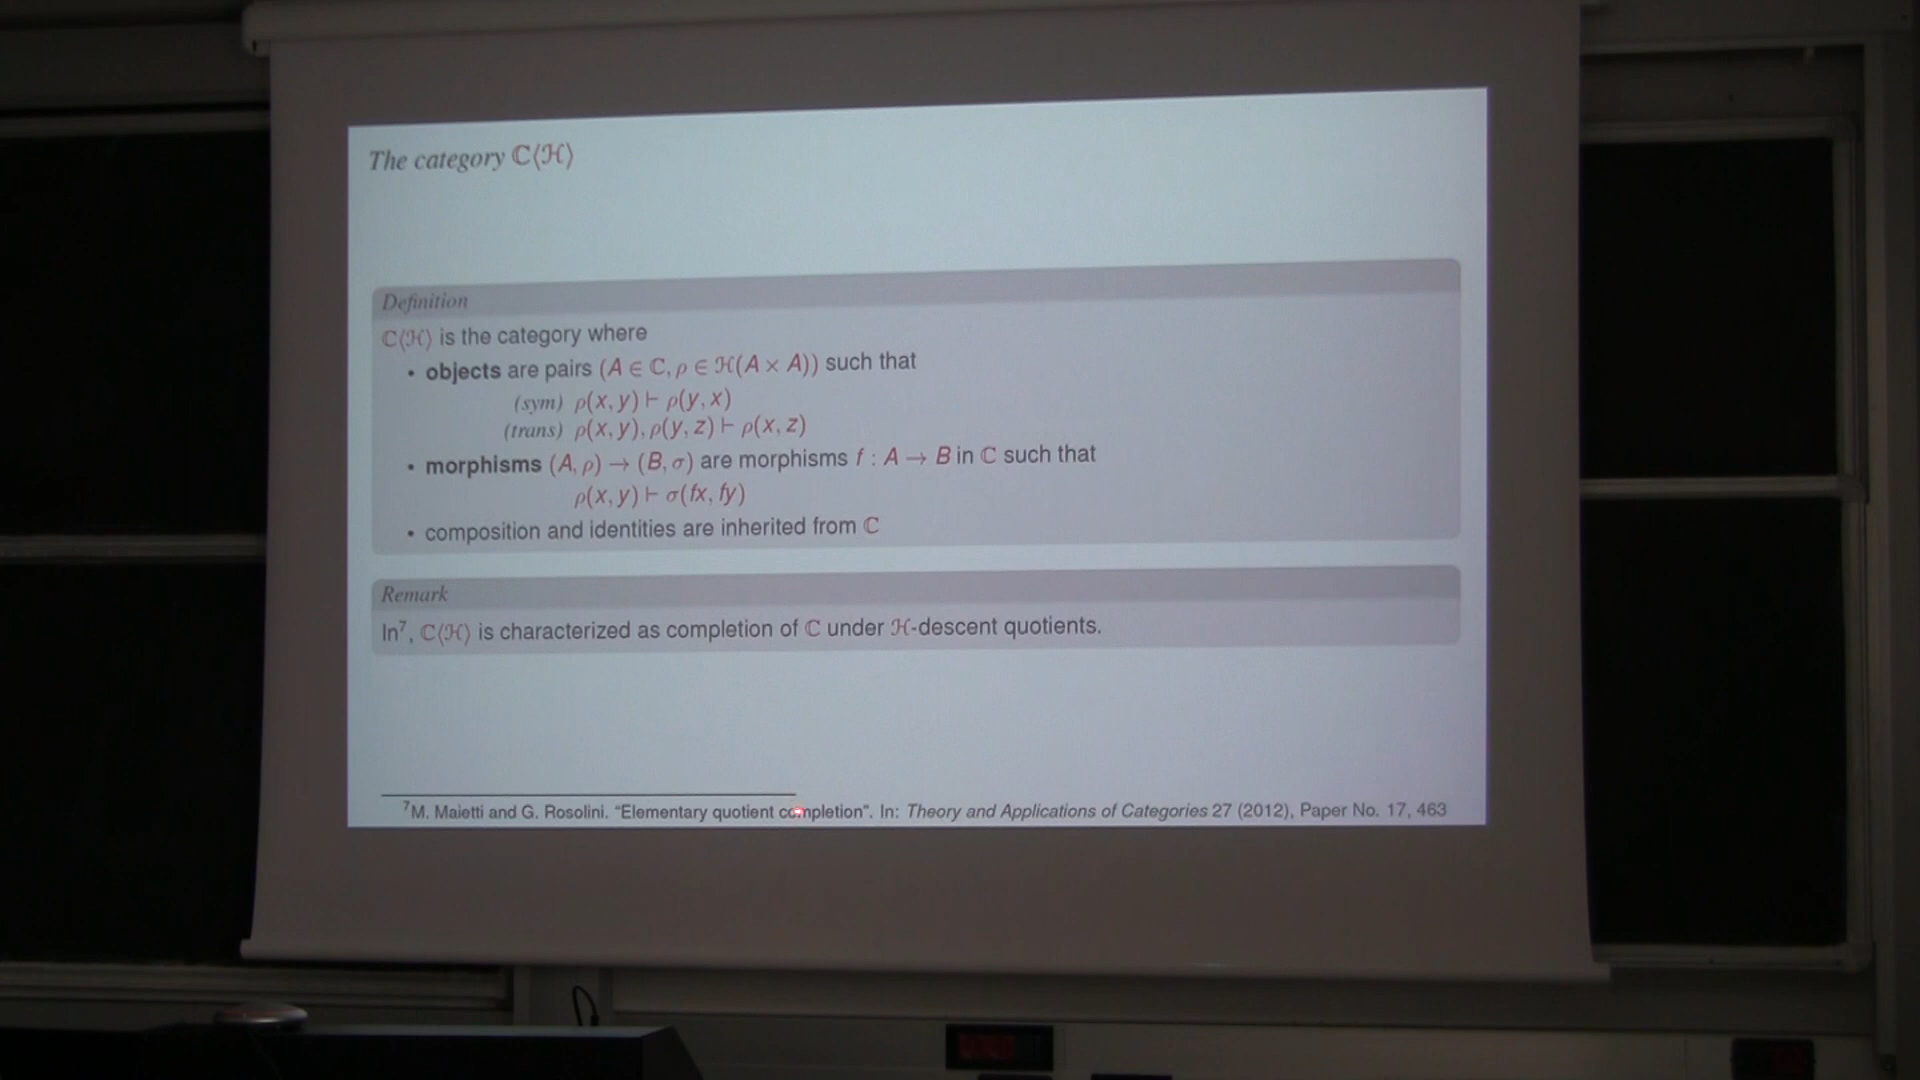 The category ℂ⟨ℋ⟩
Definition
ℂ⟨ℋ⟩ is the category where
• objects are pairs (A ∈ ℂ, ρ ∈ ℋ(A × A)) such that
(sym) ρ(x, y) ⊢ ρ(y, x)
(trans) ρ(x, y), ρ(y, z) ⊢ ρ(x, z)
• morphisms (A, ρ) → (B, σ) are morphisms f : A → B in ℂ such that
ρ(x, y) ⊢ σ(fx, fy)
• composition and identities are inherited from ℂ
Remark
In⁷, ℂ⟨ℋ⟩ is characterized as completion of ℂ under ℋ-descent quotients.
⁷M. Maietti and G. Rosolini. “Elementary quotient completion”. In: Theory and Applications of Categories 27 (2012), Paper No. 17, 463